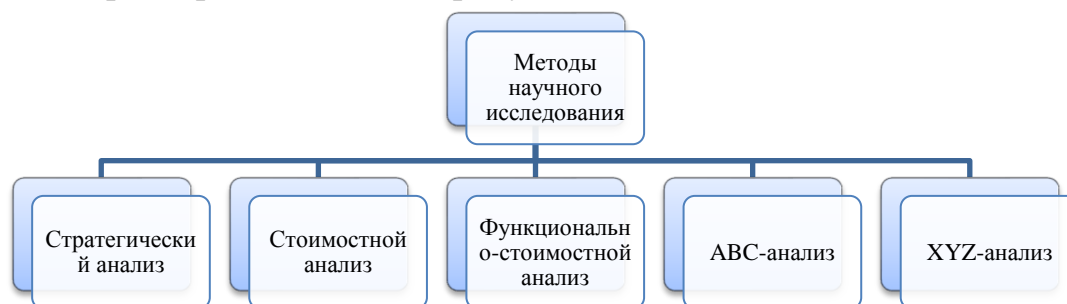 Методы
научного
исследования
Стратегически
й анализ
Стоимостной
анализ
Функциональн
о-стоимостной
анализ
ABC-анализ
XYZ-анализ